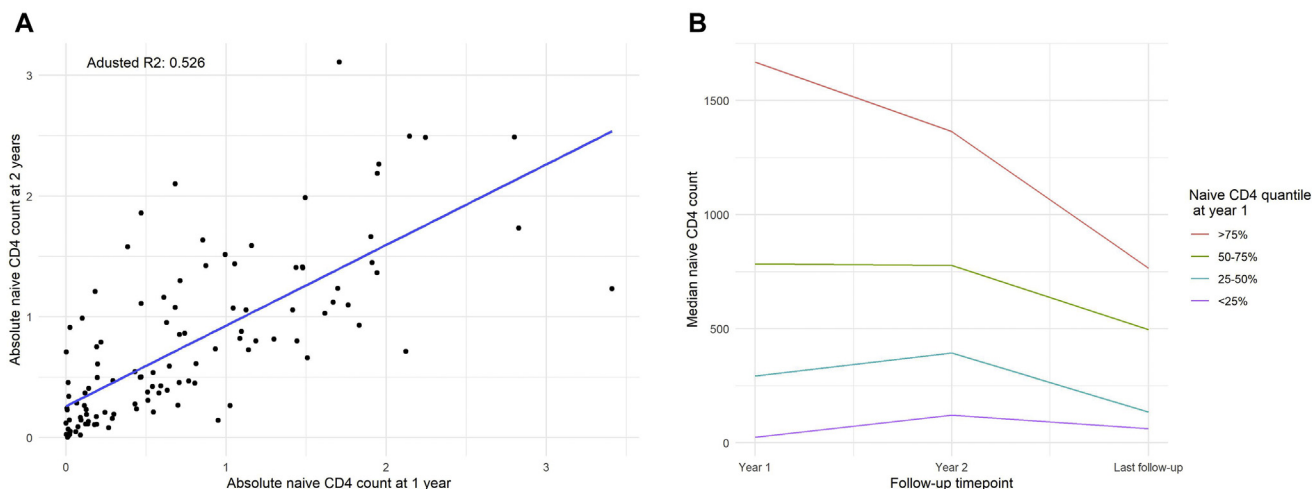 A
Adusted R2: 0.526
Absolute naive CD4 count at 2 years
3
2
1
0
0
1
2
3
Absolute naive CD4 count at 1 year
B
Median naive CD4 count
1500
1000
500
0
Year 1
Year 2
Last follow-up
Follow-up timepoint
Naive CD4 quantile
at year 1
>75%
50-75%
25-50%
<25%